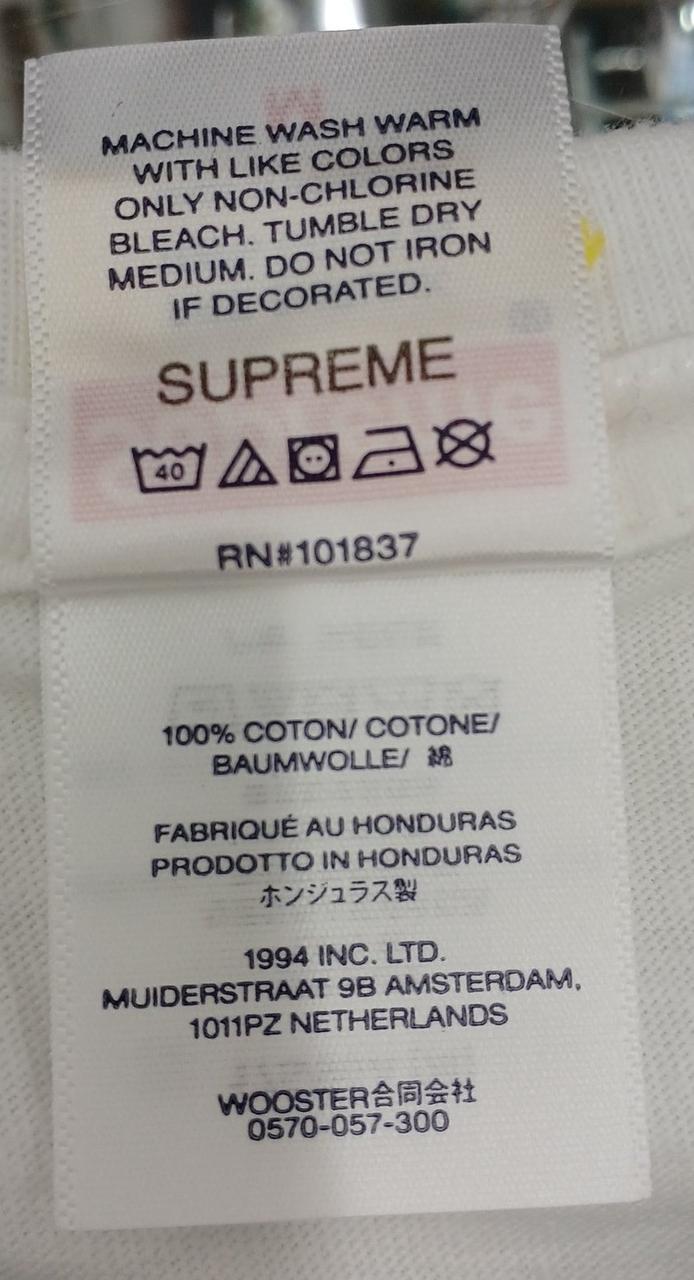 MACHINE WASH WARM
WITH LIKE COLORS
ONLY NON-CHLORINE
BLEACH. TUMBLE DRY
MEDIUM. DO NOT IRON
IF DECORATED.
SUPREME
40
RN#101837
100% COTON/ COTONE/
BAUMWOLLE/ 綿
FABRIQUÉ AU HONDURAS
PRODOTTO IN HONDURAS
ホンジュラス製
1994 INC. LTD.
MUIDERSTRAAT 9B AMSTERDAM,
1011PZ NETHERLANDS
WOOSTER合同会社
0570-057-300